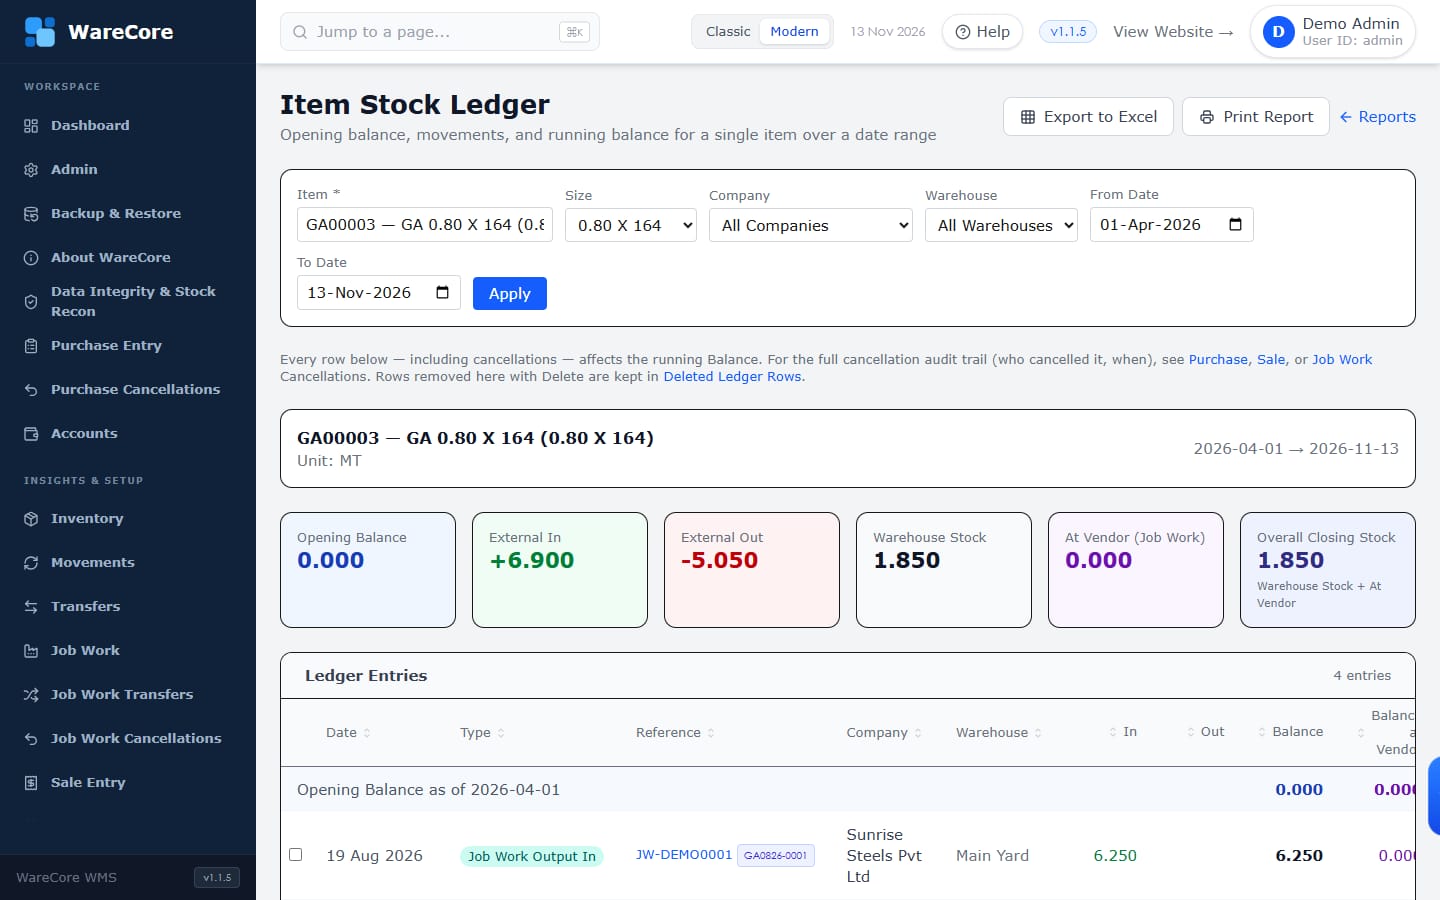 WareCore
Jump to a page...
⌘K
Classic
Modern
13 Nov 2026
Help
v1.1.5
View Website →
D
Demo Admin
User ID: admin
WORKSPACE
Dashboard
Admin
Backup & Restore
About WareCore
Data Integrity & Stock
Recon
Purchase Entry
Purchase Cancellations
Accounts
INSIGHTS & SETUP
Inventory
Movements
Transfers
Job Work
Job Work Transfers
Job Work Cancellations
Sale Entry
WareCore WMS
v1.1.5
Item Stock Ledger
Opening balance, movements, and running balance for a single item over a date range
Export to Excel
Print Report
← Reports
Item *
GA00003 — GA 0.80 X 164 (0.8
Size
0.80 X 164
Company
All Companies
Warehouse
All Warehouses
From Date
01-Apr-2026
To Date
13-Nov-2026
Apply
Every row below — including cancellations — affects the running Balance. For the full cancellation audit trail (who cancelled it, when), see Purchase, Sale, or Job Work
Cancellations. Rows removed here with Delete are kept in Deleted Ledger Rows.
GA00003 — GA 0.80 X 164 (0.80 X 164)
Unit: MT
2026-04-01 → 2026-11-13
Opening Balance
0.000
External In
+6.900
External Out
-5.050
Warehouse Stock
1.850
At Vendor (Job Work)
0.000
Overall Closing Stock
1.850
Warehouse Stock + At
Vendor
Ledger Entries
4 entries
Date
Type
Reference
Company
Warehouse
In
Out
Balance
Balanc
a
Vendo
Opening Balance as of 2026-04-01
0.000
0.000
19 Aug 2026
Job Work Output In
JW-DEMO0001
GA0826-0001
Sunrise
Steels Pvt
Ltd
Main Yard
6.250
6.250
0.000